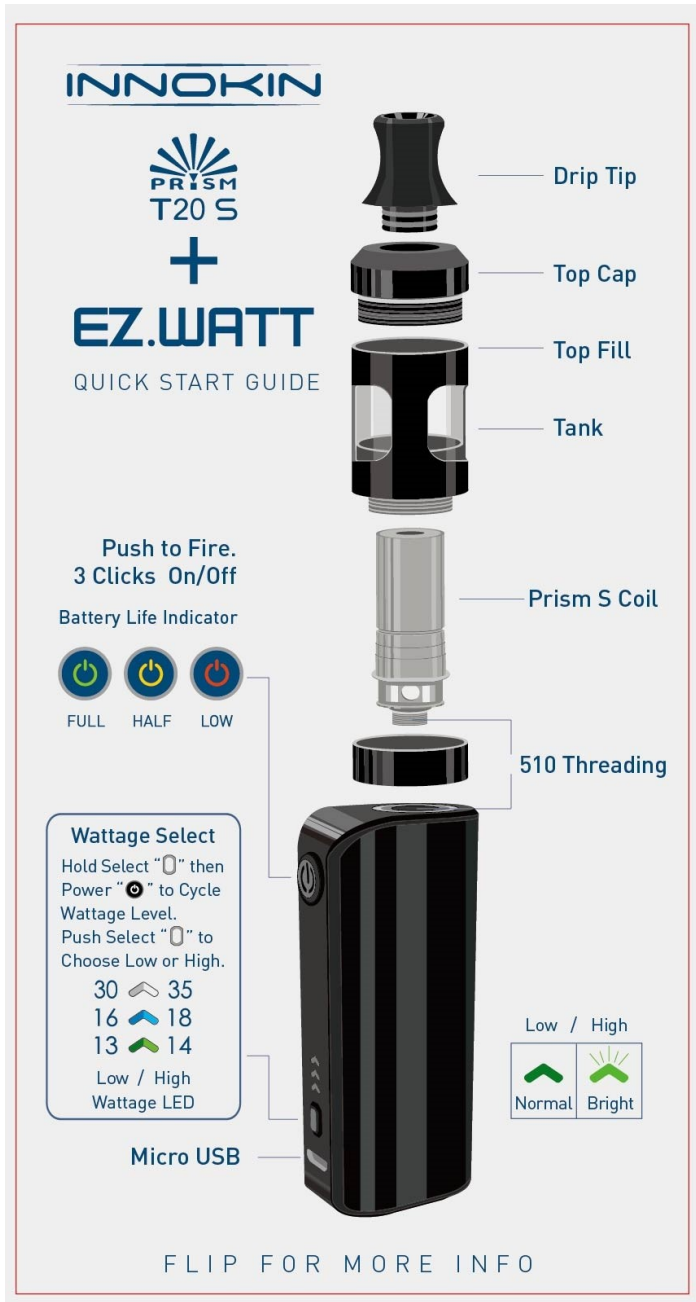 INNOKIN
PRISM
T20 S
+
EZ.WATT
QUICK START GUIDE
Drip Tip
Top Cap
Top Fill
Tank
Prism S Coil
510 Threading
Push to Fire.
3 Clicks On/Off
Battery Life Indicator
FULL HALF LOW
Wattage Select
Hold Select "" then
Power "" to Cycle
Wattage Level.
Push Select "" to
Choose Low or High.
30 35
16 18
13 14
Low / High
Wattage LED
Micro USB
Low / High
Normal Bright
FLIP FOR MORE INFO